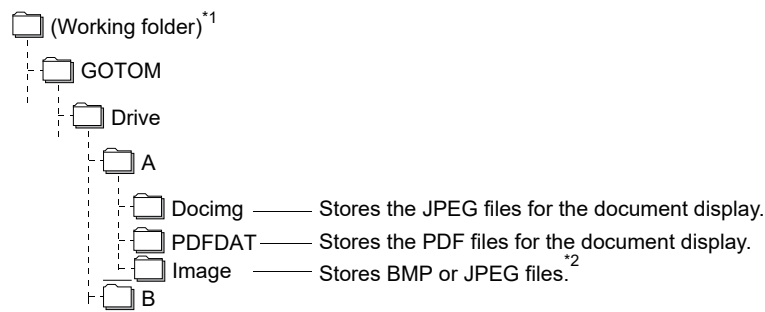 (Working folder)*1
GOTOM
Drive
A
Docimg Stores the JPEG files for the document display.
PDFDAT Stores the PDF files for the document display.
Image Stores BMP or JPEG files.*2
B